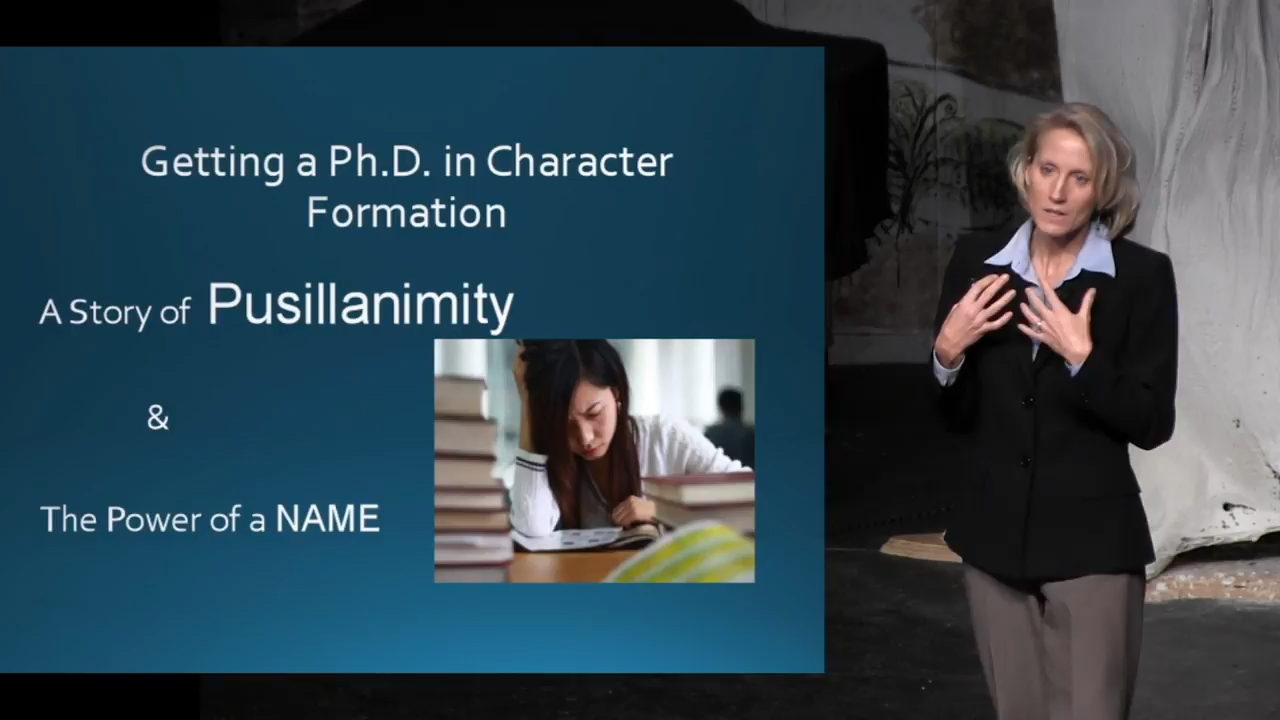 Getting a Ph.D. in Character
Formation
A Story of Pusillanimity
&
The Power of a NAME